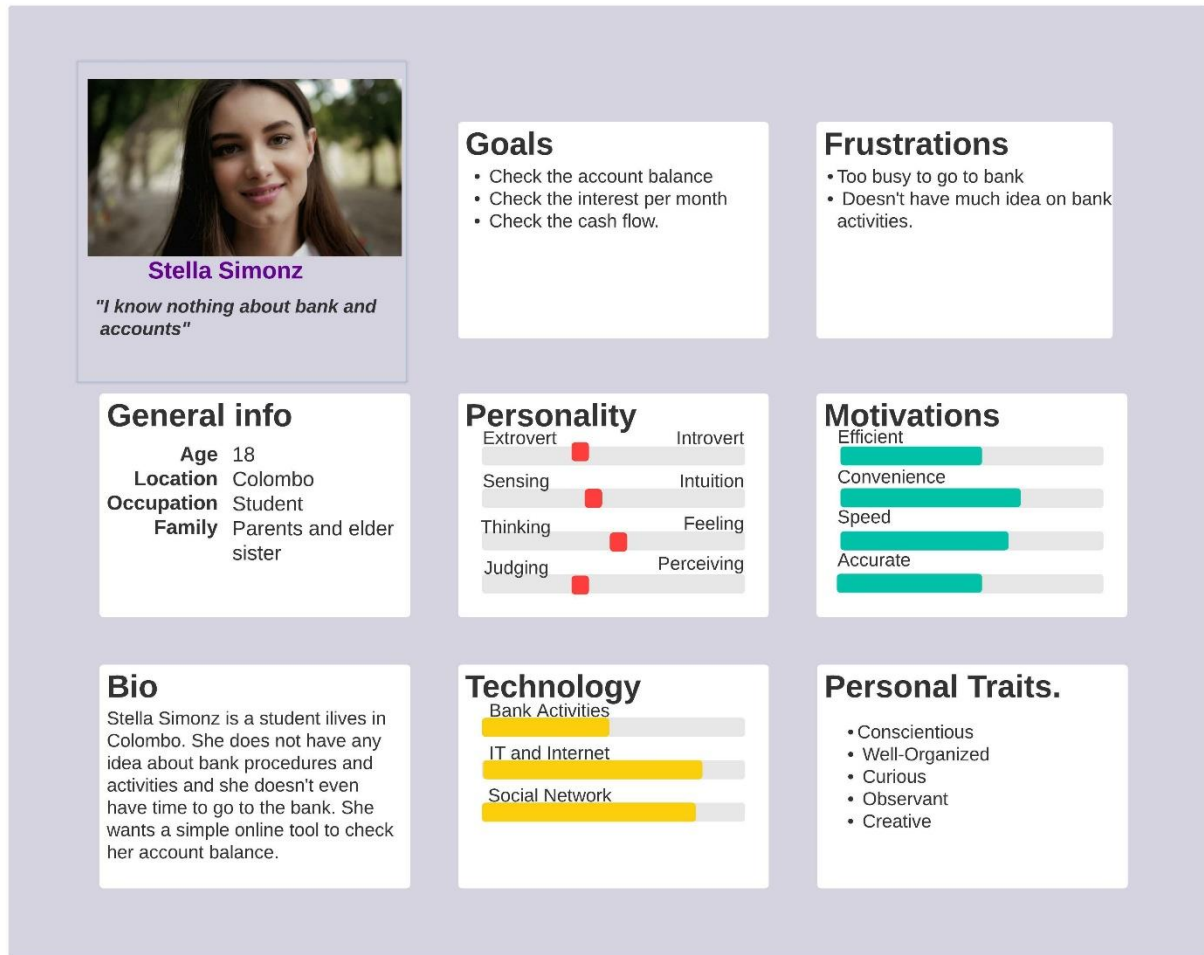 Stella Simonz
"I know nothing about bank and
accounts"
Goals
• Check the account balance
• Check the interest per month
• Check the cash flow.
Frustrations
• Too busy to go to bank
• Doesn't have much idea on bank
activities.
General info
Age 18
Location Colombo
Occupation Student
Family Parents and elder
sister
Personality
Extrovert Introvert
Sensing Intuition
Thinking Feeling
Judging Perceiving
Motivations
Efficient
Convenience
Speed
Accurate
Bio
Stella Simonz is a student ilives in
Colombo. She does not have any
idea about bank procedures and
activities and she doesn't even
have time to go to the bank. She
wants a simple online tool to check
her account balance.
Technology
Bank Activities
IT and Internet
Social Network
Personal Traits.
• Conscientious
• Well-Organized
• Curious
• Observant
• Creative